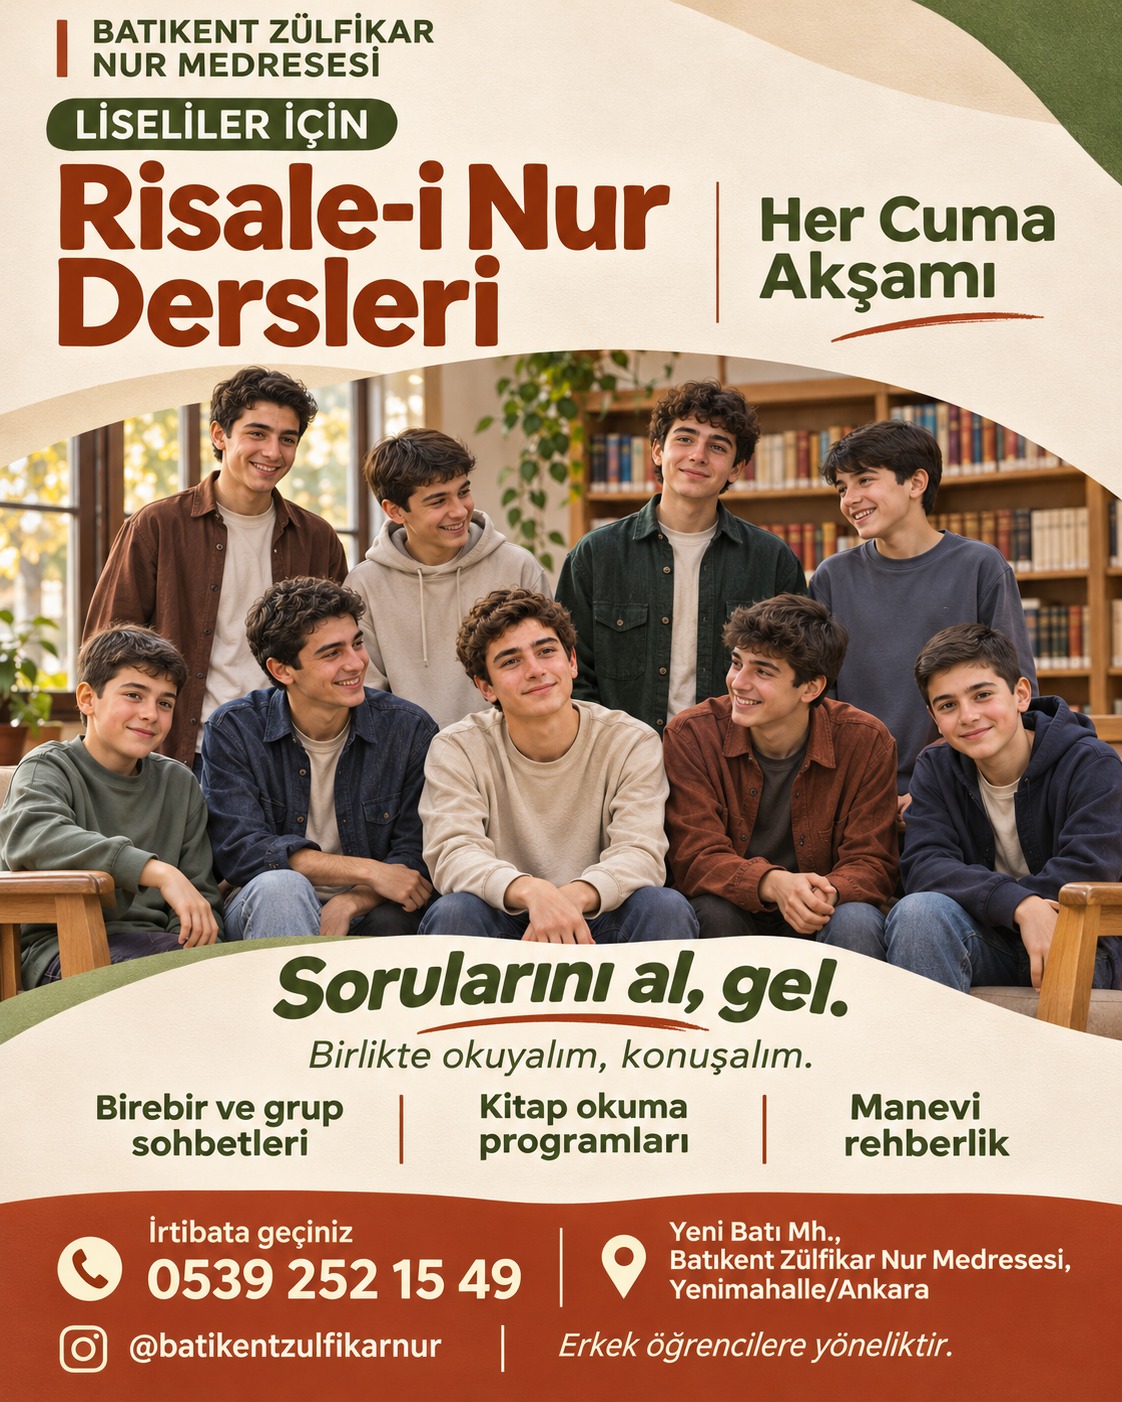 BATIKENT ZÜLFİKAR
NUR MEDRESESİ
LİSELİLER İÇİN
Risale-i Nur
Dersleri
Her Cuma
Akşamı
Sorularını al, gel.
Birlikte okuyalım, konuşalım.
Birebir ve grup
sohbetleri
Kitap okuma
programları
Manevi
rehberlik
İrtibata geçiniz
0539 252 15 49
Yeni Batı Mh.,
Batıkent Zülfikar Nur Medresesi,
Yenimahalle/Ankara
@batikentzulfikarnur
Erkek öğrencilere yöneliktir.